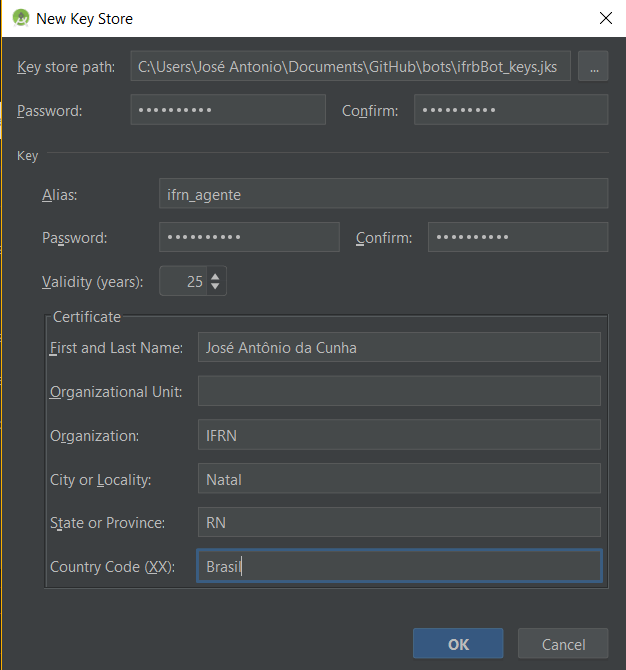 New Key Store
Key store path: C:\Users\José Antonio\Documents\GitHub\bots\ifrbBot_keys.jks ...
Password: •••••••••• Confirm: ••••••••••
Key
Alias: ifrn_agente
Password: •••••••••• Confirm: ••••••••••
Validity (years): 25
Certificate
First and Last Name: José Antônio da Cunha
Organizational Unit:
Organization: IFRN
City or Locality: Natal
State or Province: RN
Country Code (XX): Brasil
OK Cancel